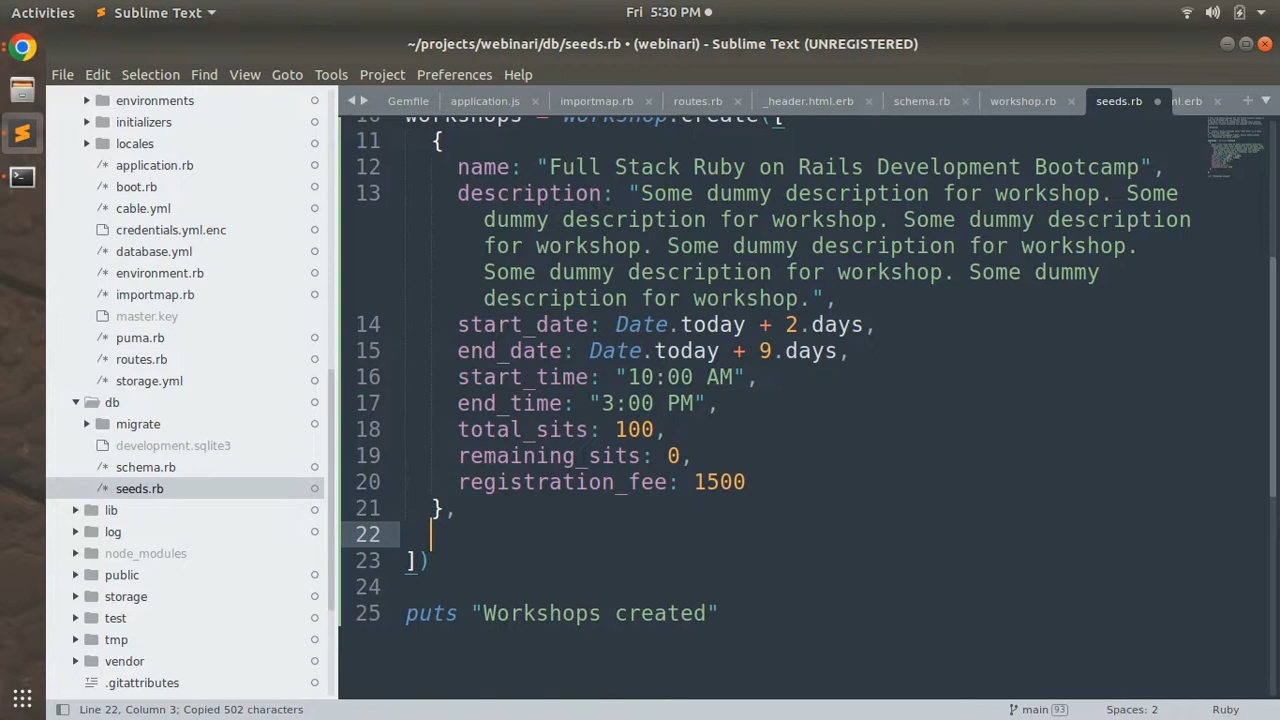 Activities
Sublime Text
Fri 5:30 PM
~/projects/webinari/db/seeds.rb • (webinari) - Sublime Text (UNREGISTERED)
File Edit Selection Find View Goto Tools Project Preferences Help
Gemfile application.js importmap.rb routes.rb _header.html.erb schema.rb workshop.rb seeds.rb ml.erb
environments
initializers
locales
/* application.rb
/* boot.rb
/* cable.yml
credentials.yml.enc
/* database.yml
/* environment.rb
/* importmap.rb
master.key
/* puma.rb
/* routes.rb
/* storage.yml
db
migrate
development.sqlite3
/* schema.rb
/* seeds.rb
lib
log
node_modules
public
storage
test
tmp
vendor
.gitattributes
10 workshops = Workshop.create([
11 {
12 name: "Full Stack Ruby on Rails Development Bootcamp",
13 description: "Some dummy description for workshop. Some
dummy description for workshop. Some dummy description
for workshop. Some dummy description for workshop.
Some dummy description for workshop. Some dummy
description for workshop.",
14 start_date: Date.today + 2.days,
15 end_date: Date.today + 9.days,
16 start_time: "10:00 AM",
17 end_time: "3:00 PM",
18 total_sits: 100,
19 remaining_sits: 0,
20 registration_fee: 1500
21 },
22
23 ])
24
25 puts "Workshops created"
Line 22, Column 3; Copied 502 characters
main 93
Spaces: 2
Ruby